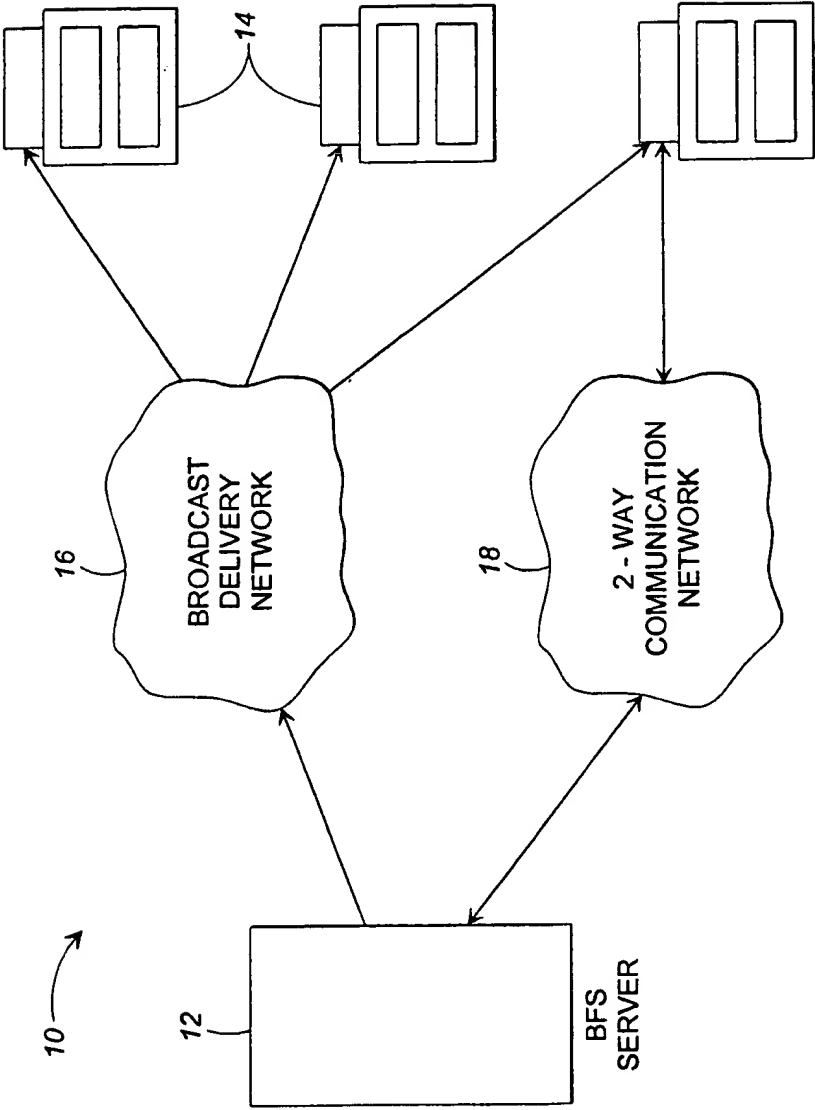 10
12
BFS
SERVER
16
BROADCAST
DELIVERY
NETWORK
18
2 - WAY
COMMUNICATION
NETWORK
14